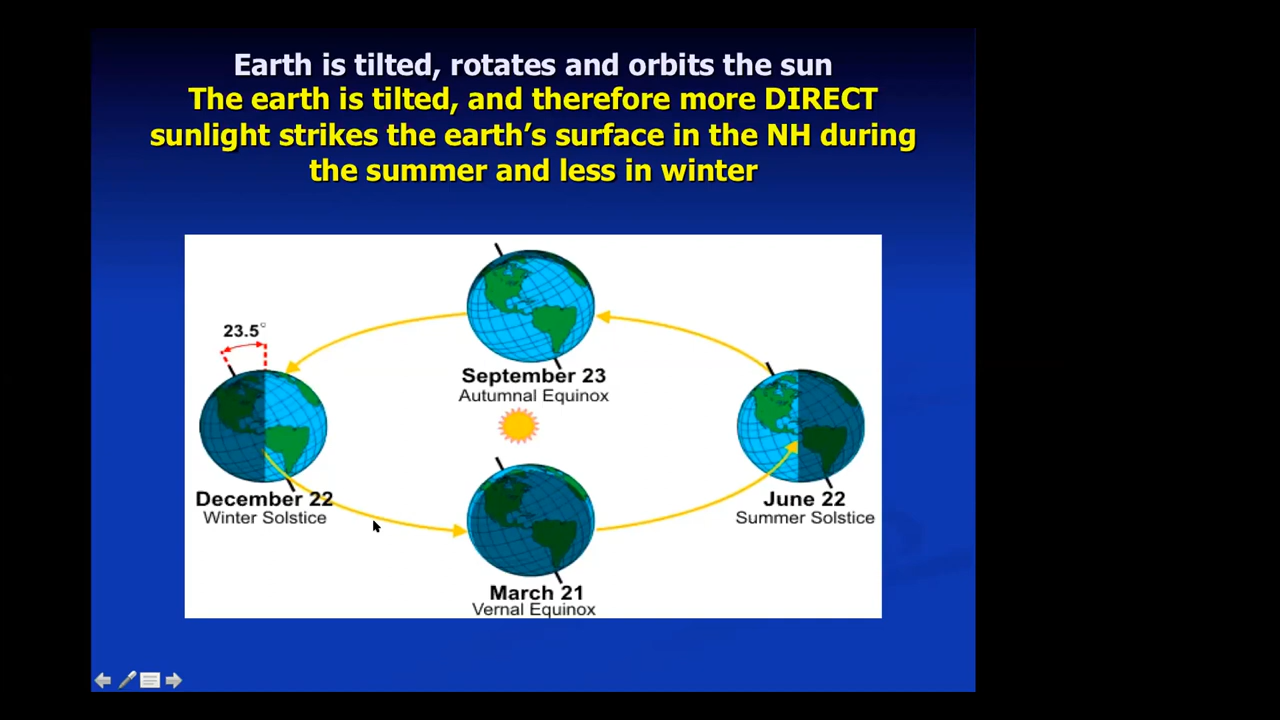 Earth is tilted, rotates and orbits the sun
The earth is tilted, and therefore more DIRECT
sunlight strikes the earth's surface in the NH during
the summer and less in winter
23.5°
September 23
Autumnal Equinox
December 22
Winter Solstice
June 22
Summer Solstice
March 21
Vernal Equinox